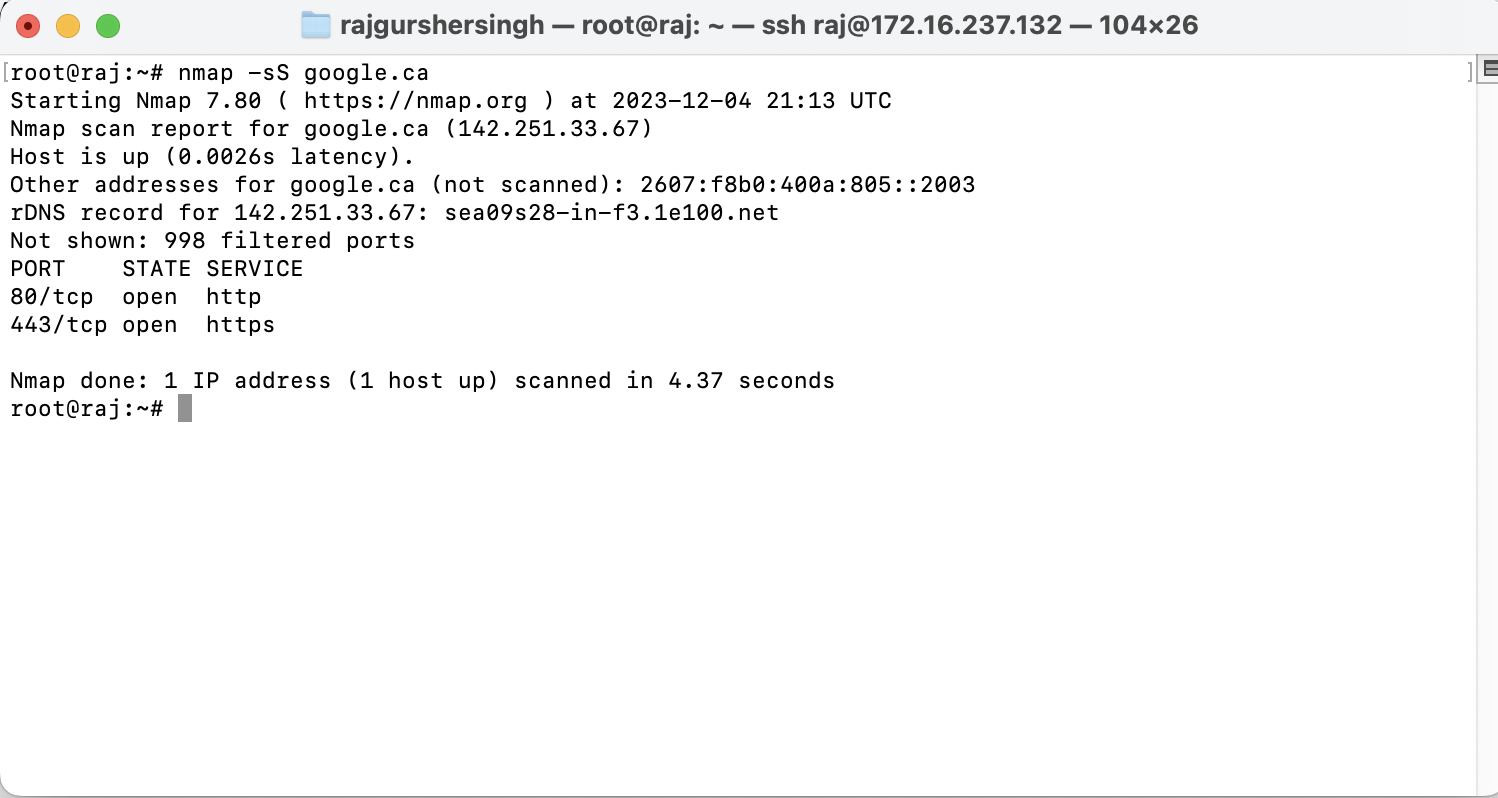 rajgurshersingh — root@raj: ~ — ssh raj@172.16.237.132 — 104×26
[root@raj:~# nmap -sS google.ca ]
Starting Nmap 7.80 ( https://nmap.org ) at 2023-12-04 21:13 UTC
Nmap scan report for google.ca (142.251.33.67)
Host is up (0.0026s latency).
Other addresses for google.ca (not scanned): 2607:f8b0:400a:805::2003
rDNS record for 142.251.33.67: sea09s28-in-f3.1e100.net
Not shown: 998 filtered ports
PORT    STATE SERVICE
80/tcp  open  http
443/tcp open  https

Nmap done: 1 IP address (1 host up) scanned in 4.37 seconds
root@raj:~#